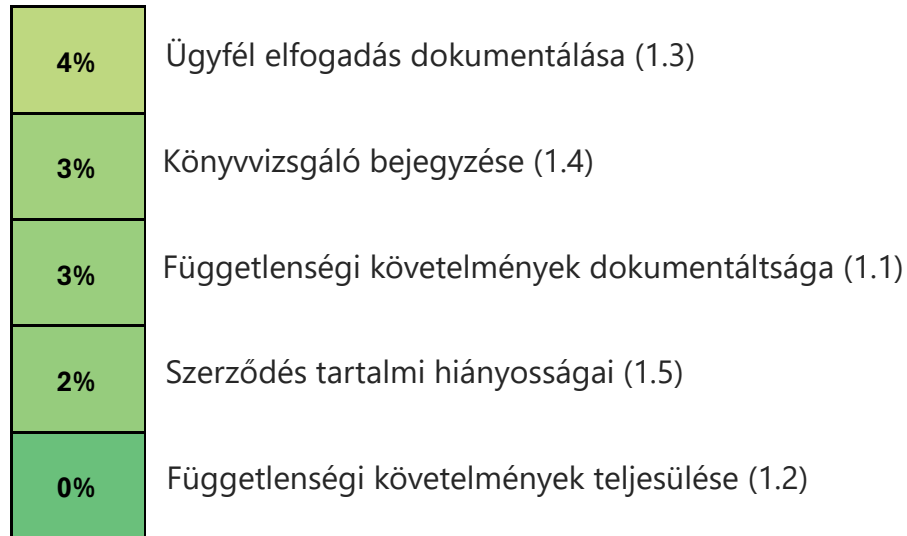 4% Ügyfél elfogadás dokumentálása (1.3)
3% Könyvvizsgáló bejegyzése (1.4)
3% Függetlenségi követelmények dokumentáltsága (1.1)
2% Szerződés tartalmi hiányosságai (1.5)
0% Függetlenségi követelmények teljesülése (1.2)